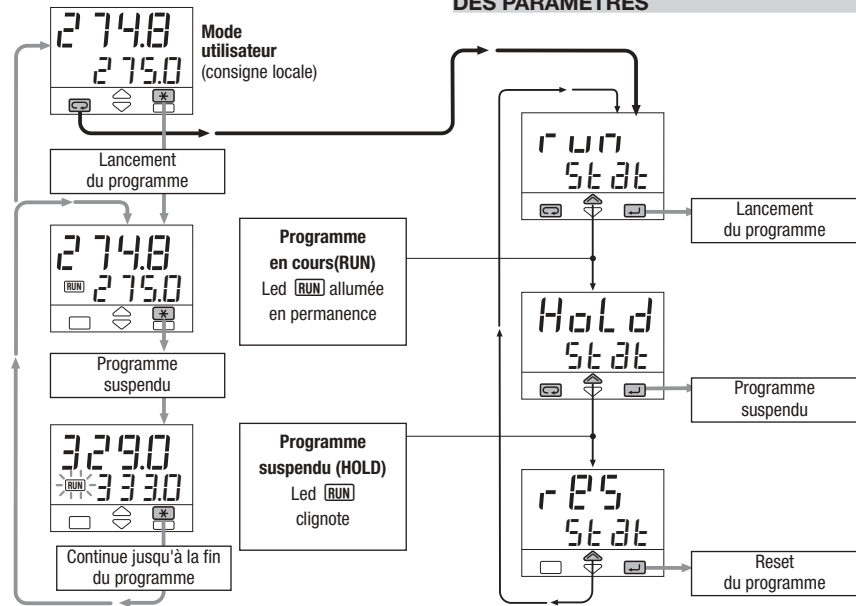 DES PARAMETRES
274.8
275.0
Mode
utilisateur
(consigne locale)
Lancement
du programme
274.8
RUN 275.0
Programme
suspendu
329.0
RUN 333.0
Continue jusqu'à la fin
du programme
Programme
en cours(RUN)
Led RUN allumée
en permanence
Programme
suspendu (HOLD)
Led RUN
clignote
run
Stat
Lancement
du programme
Hold
Stat
Programme
suspendu
res
Stat
Reset
du programme